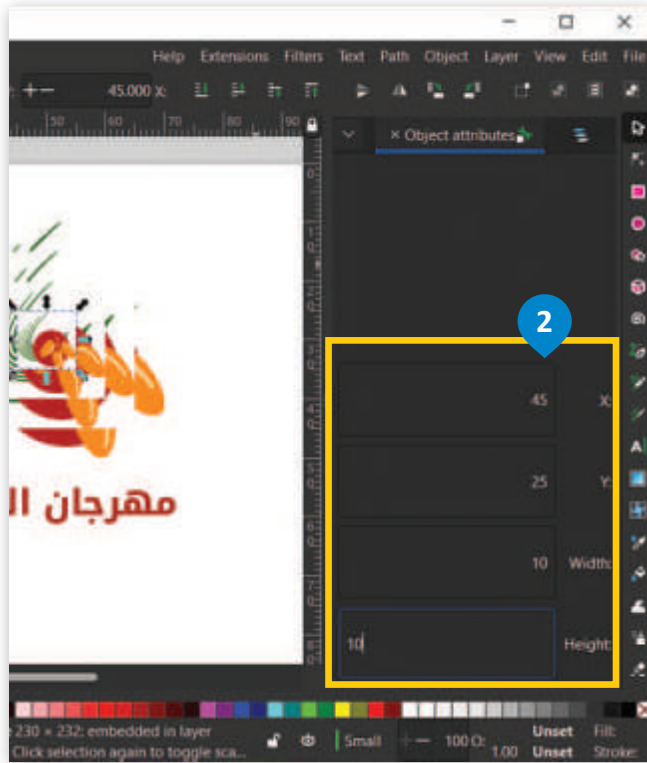 File Edit View Layer Object Path Text Filters Extensions Help
X: 45.000
50 60 70 80 90
× Object attributes
2
X: 45
Y: 25
Width: 10
Height: 10
مهرجان ال
230 × 232: embedded in layer
Click selection again to toggle sca...
Small
O: 100
1.00
Fill: Unset
Stroke: Unset